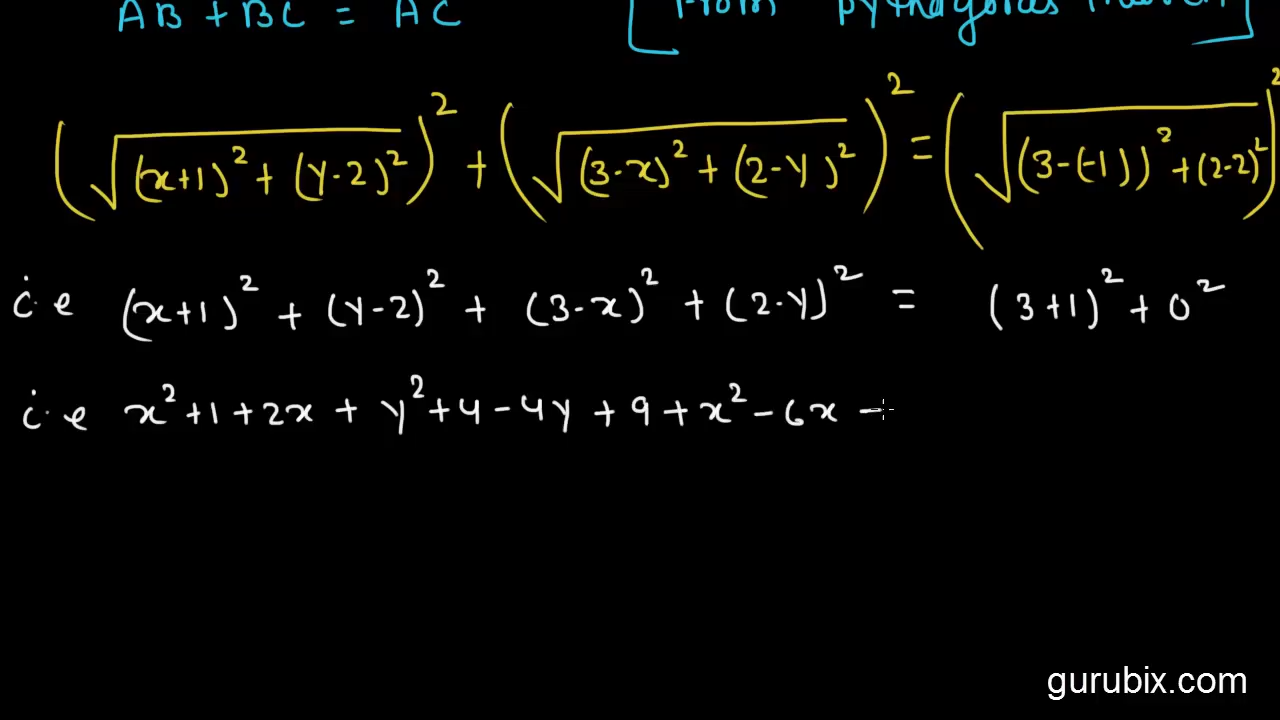 AB + BC = AC [From pythagoras theorem]
(√((x+1)² + (y-2)²))² + (√((3-x)² + (2-y)²))² = (√((3-(-1))² + (2-2)²))²
i.e (x+1)² + (y-2)² + (3-x)² + (2-y)² = (3+1)² + 0²
i.e x² + 1 + 2x + y² + 4 - 4y + 9 + x² - 6x -
gurubix.com